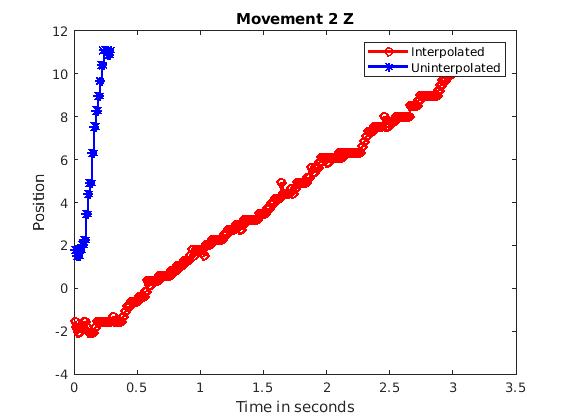 Movement 2 Z
12
10
8
6
4
2
0
-2
-4
Position
Interpolated
Uninterpolated
0 0.5 1 1.5 2 2.5 3 3.5
Time in seconds